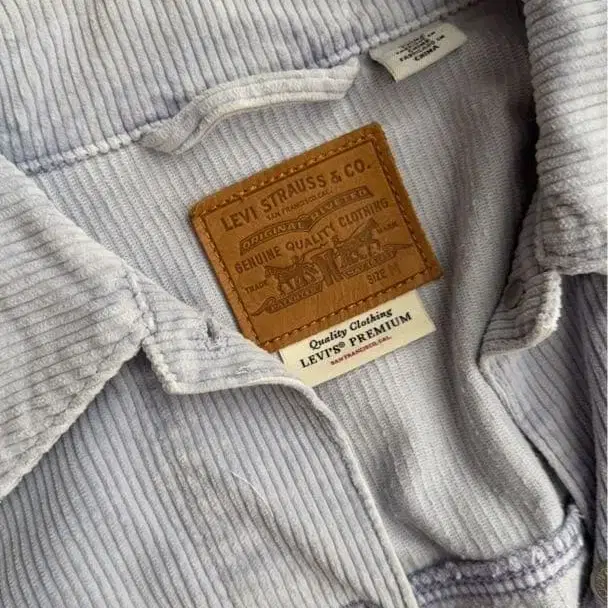 CHINA
LEVI STRAUSS & CO.
SAN FRANCISCO, CAL.
ORIGINAL RIVETED
GENUINE QUALITY CLOTHING
TRADE MARK
SIZE M
Quality Clothing
LEVI'S® PREMIUM
SAN FRANCISCO, CAL.